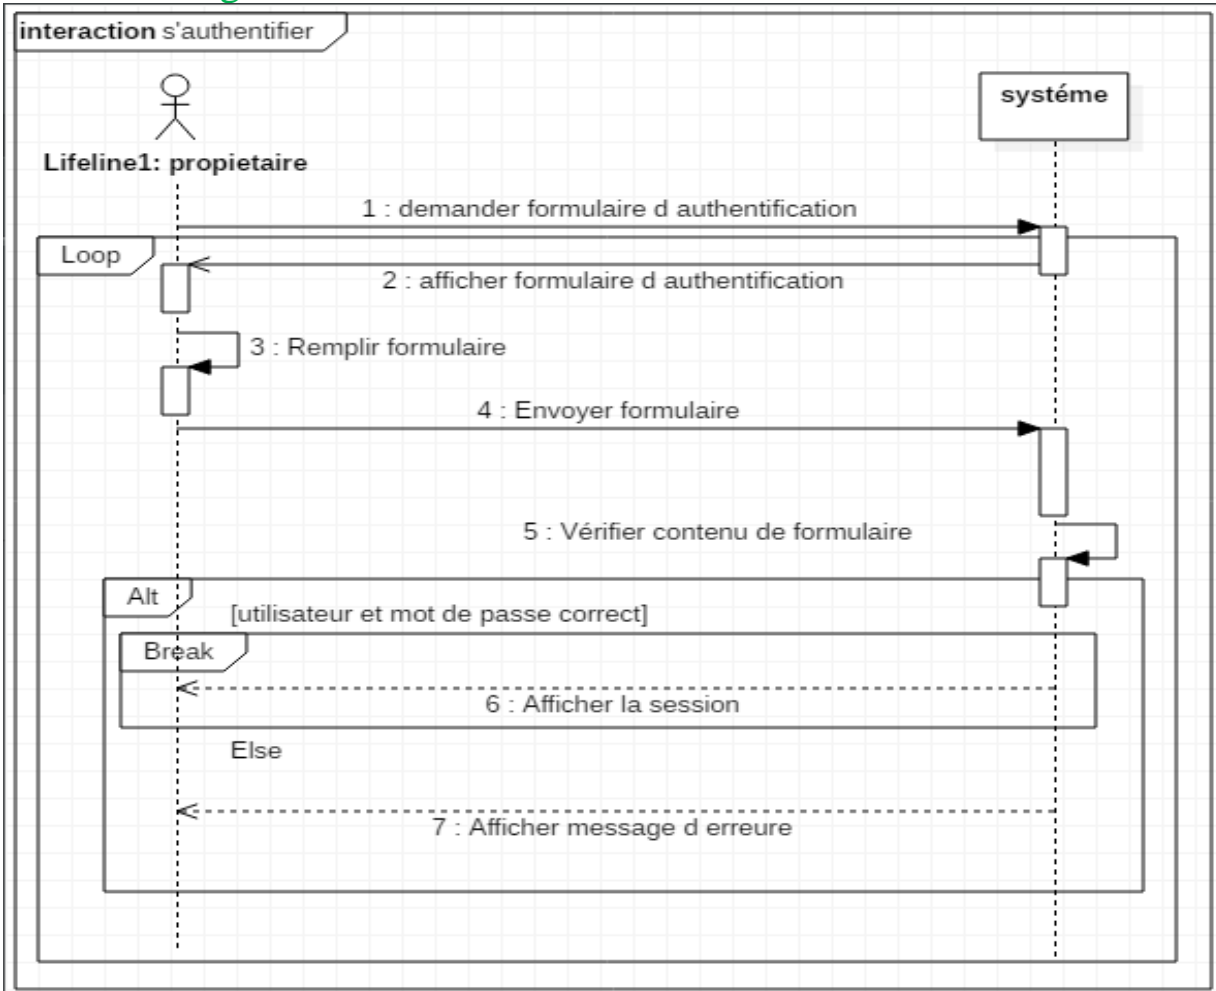 interaction s'authentifier
systéme
Lifeline1: propietaire
1 : demander formulaire d authentification
Loop
2 : afficher formulaire d authentification
3 : Remplir formulaire
4 : Envoyer formulaire
5 : Vérifier contenu de formulaire
Alt
[utilisateur et mot de passe correct]
Break
6 : Afficher la session
Else
7 : Afficher message d erreure